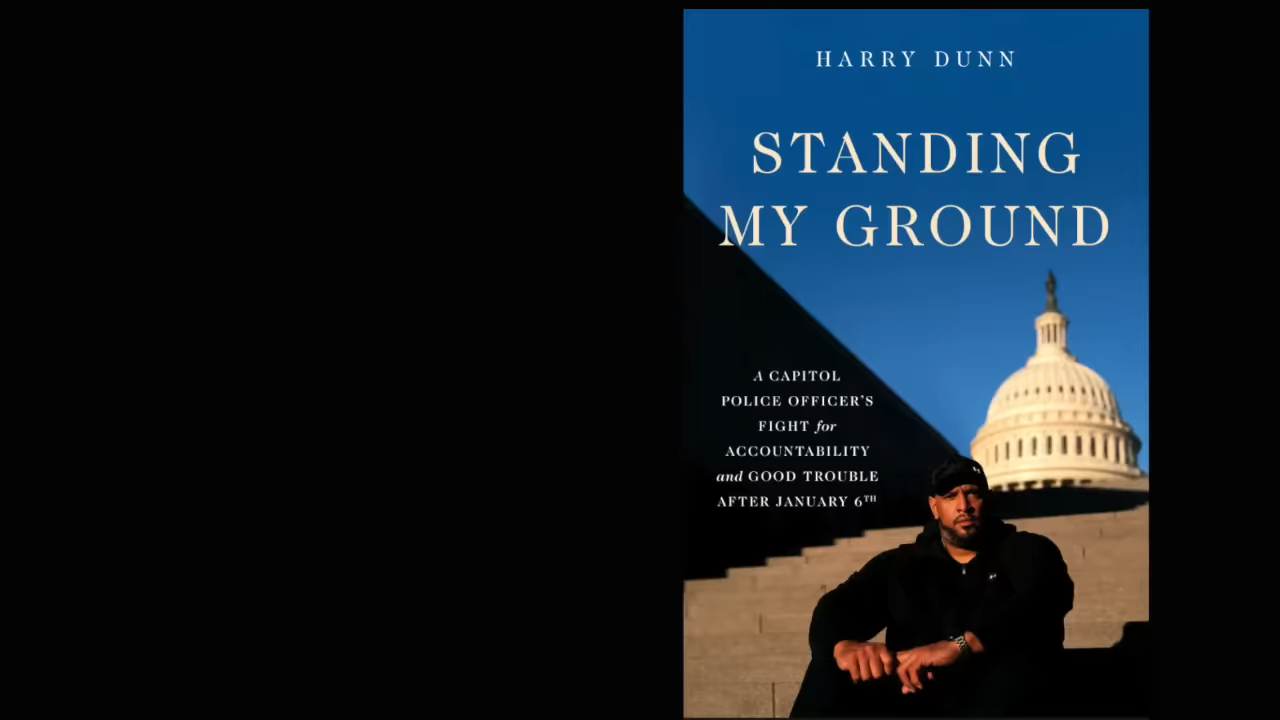 HARRY DUNN
STANDING
MY GROUND
A CAPITOL
POLICE OFFICER'S
FIGHT for
ACCOUNTABILITY
and GOOD TROUBLE
AFTER JANUARY 6TH